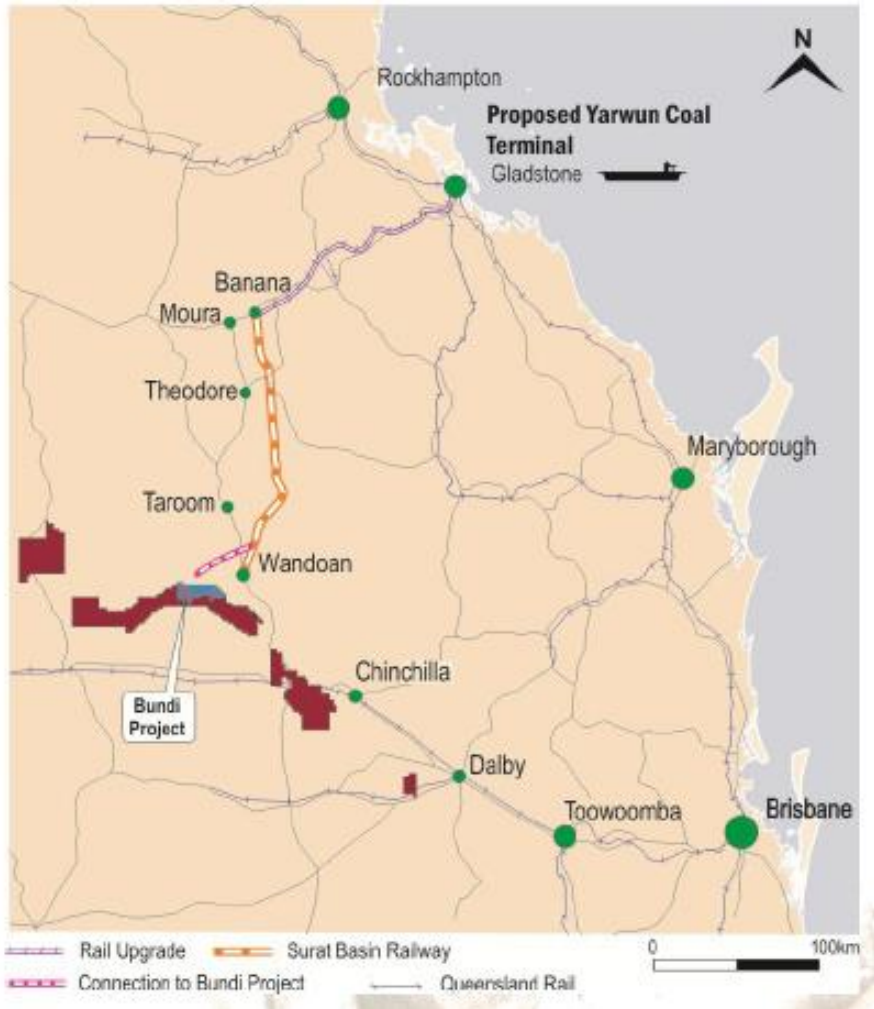 N
Rockhampton
Proposed Yarwun Coal
Terminal
Gladstone
Banana
Moura
Theodore
Maryborough
Taroom
Wandoan
Chinchilla
Bundi
Project
Dalby
Toowoomba
Brisbane
Rail Upgrade
Surat Basin Railway
0
100km
Connection to Bundi Project
Queensland Rail